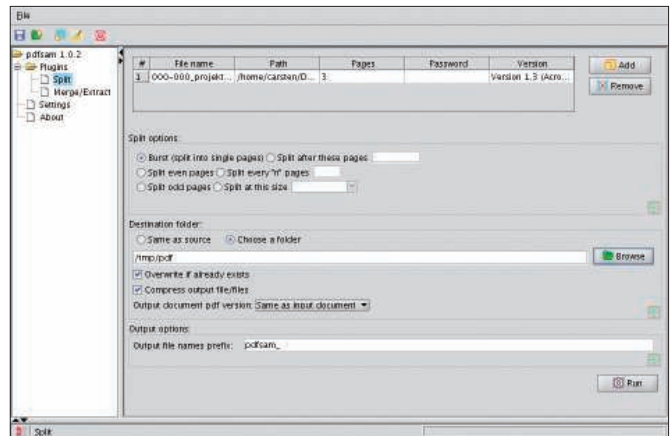 File
pdfsam 1.0.2
Plugins
Split
Merge/Extract
Settings
About
# File name Path Pages Password Version
1 000-000_projekt... /home/carsten/D... 3 Version 1.3 (Acro...
Add
Remove
Split options:
Burst (split into single pages) Split after these pages
Split even pages Split every "n" pages
Split odd pages Split at this size
Destination folder:
Same as source Choose a folder
/tmp/pdf Browse
Overwrite if already exists
Compress output file/files
Output document pdf version: Same as input document
Output options:
Output file names prefix: pdfsam_
Run
Split